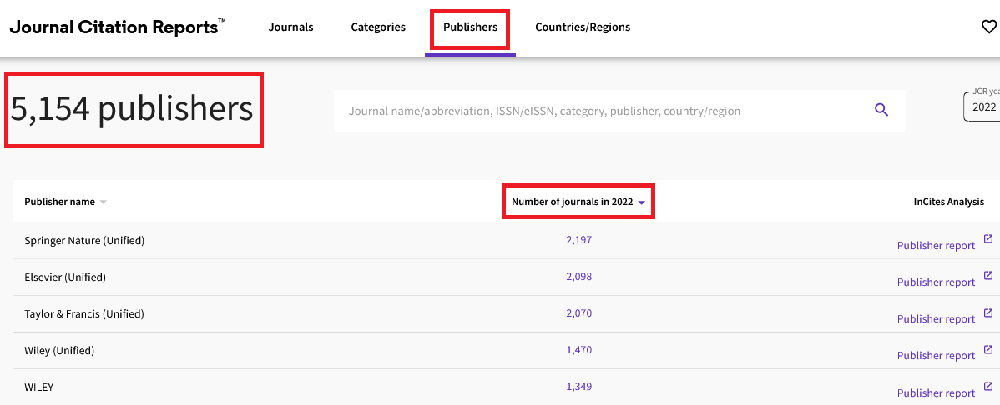 Journal Citation Reports™ Journals Categories Publishers Countries/Regions
5,154 publishers
Journal name/abbreviation, ISSN/eISSN, category, publisher, country/region
JCR yea
2022
Publisher name Number of journals in 2022 InCites Analysis
Springer Nature (Unified) 2,197 Publisher report
Elsevier (Unified) 2,098 Publisher report
Taylor & Francis (Unified) 2,070 Publisher report
Wiley (Unified) 1,470 Publisher report
WILEY 1,349 Publisher report